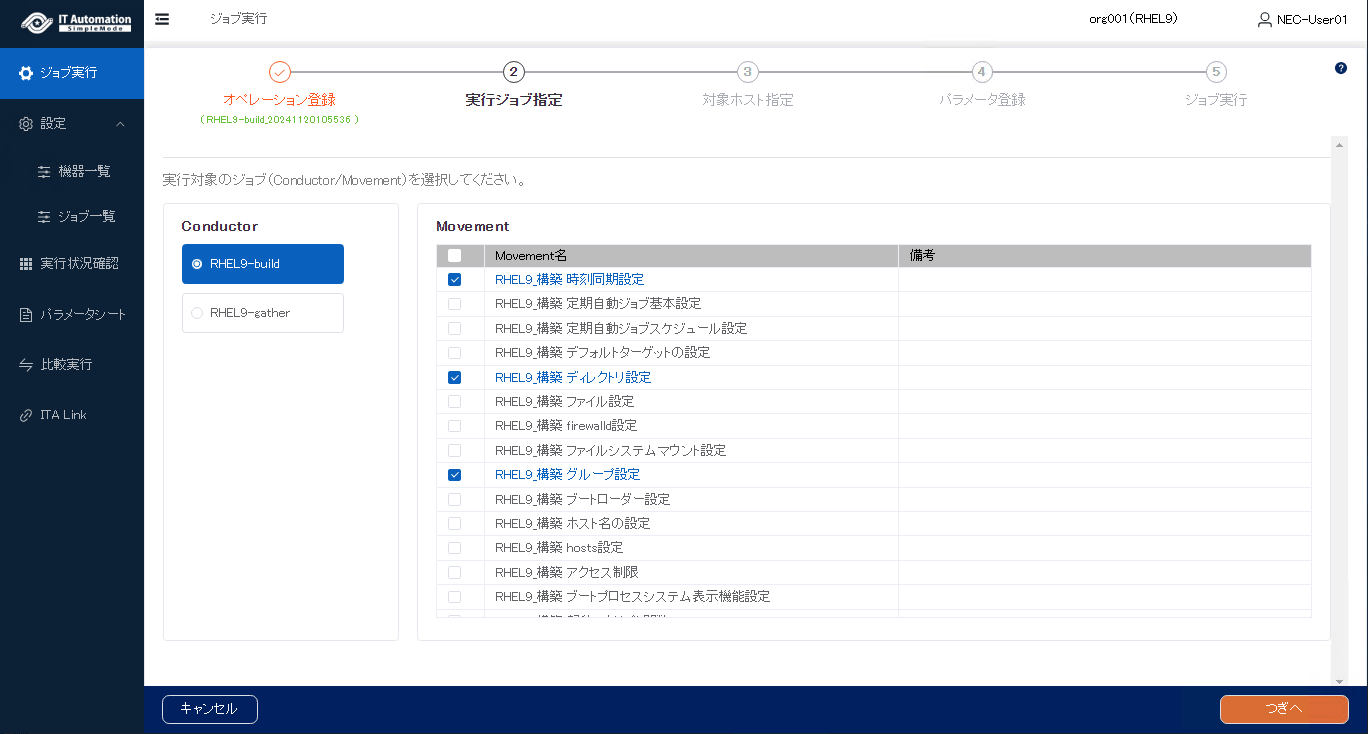 IT Automation
SimpleMode
ジョブ実行
org001(RHEL9)
NEC-User01
ジョブ実行
設定
機器一覧
ジョブ一覧
実行状況確認
パラメータシート
比較実行
ITA Link
2
3
4
5
オペレーション登録
実行ジョブ指定
対象ホスト指定
パラメータ登録
ジョブ実行
(RHEL9-build_20241120105536 )
実行対象のジョブ(Conductor/Movement)を選択してください。
Conductor
RHEL9-build
RHEL9-gather
Movement
Movement名 備考
RHEL9_構築 時刻同期設定
RHEL9_構築 定期自動ジョブ基本設定
RHEL9_構築 定期自動ジョブスケジュール設定
RHEL9_構築 デフォルトターゲットの設定
RHEL9_構築 ディレクトリ設定
RHEL9_構築 ファイル設定
RHEL9_構築 firewalld設定
RHEL9_構築 ファイルシステムマウント設定
RHEL9_構築 グループ設定
RHEL9_構築 ブートローダー設定
RHEL9_構築 ホスト名の設定
RHEL9_構築 hosts設定
RHEL9_構築 アクセス制限
RHEL9_構築 ブートプロセスシステム表示機能設定
キャンセル
つぎへ